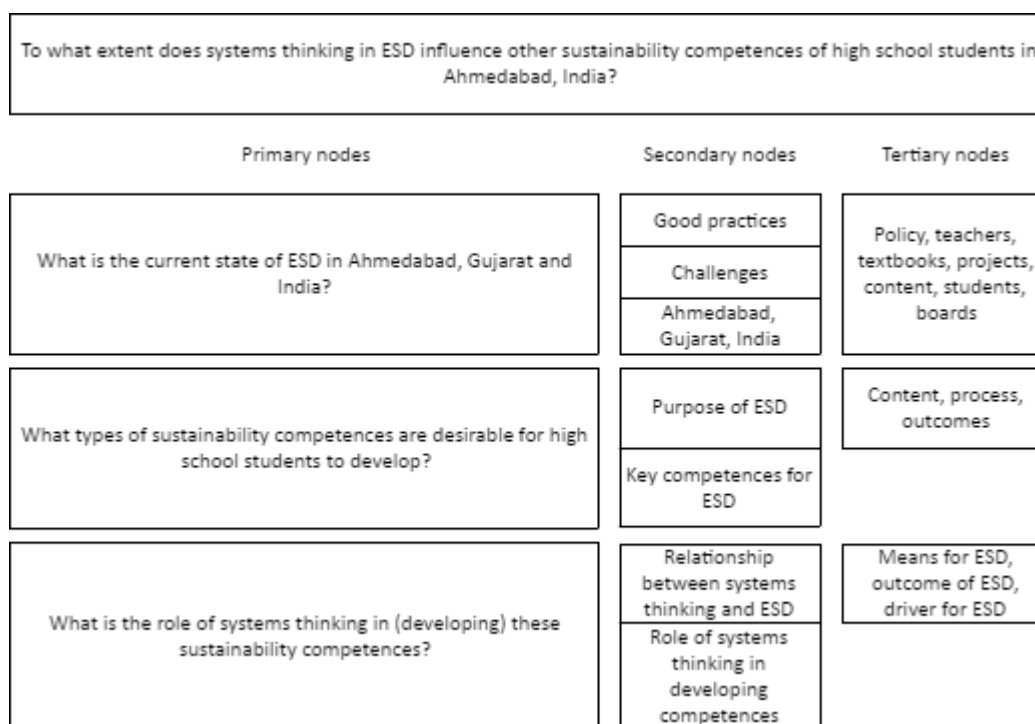 To what extent does systems thinking in ESD influence other sustainability competences of high school students in
Ahmedabad, India?
Primary nodes
Secondary nodes
Tertiary nodes
What is the current state of ESD in Ahmedabad, Gujarat and
India?
Good practices
Challenges
Ahmedabad,
Gujarat, India
Policy, teachers,
textbooks, projects,
content, students,
boards
What types of sustainability competences are desirable for high
school students to develop?
Purpose of ESD
Key competences for
ESD
Content, process,
outcomes
What is the role of systems thinking in (developing) these
sustainability competences?
Relationship
between systems
thinking and ESD
Role of systems
thinking in
developing
competences
Means for ESD,
outcome of ESD,
driver for ESD